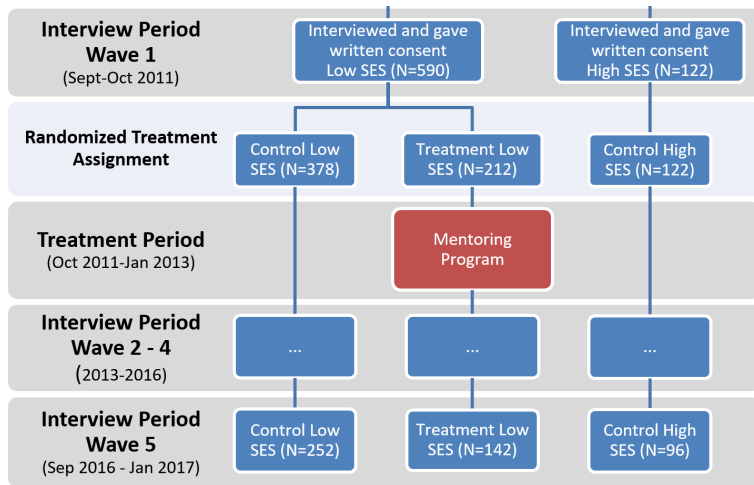 Interview Period
Wave 1
(Sept-Oct 2011)
Interviewed and gave
written consent
Low SES (N=590)
Interviewed and gave
written consent
High SES (N=122)
Randomized Treatment
Assignment
Control Low
SES (N=378)
Treatment Low
SES (N=212)
Control High
SES (N=122)
Treatment Period
(Oct 2011-Jan 2013)
Mentoring
Program
Interview Period
Wave 2 - 4
(2013-2016)
...
...
...
Interview Period
Wave 5
(Sep 2016 - Jan 2017)
Control Low
SES (N=252)
Treatment Low
SES (N=142)
Control High
SES (N=96)